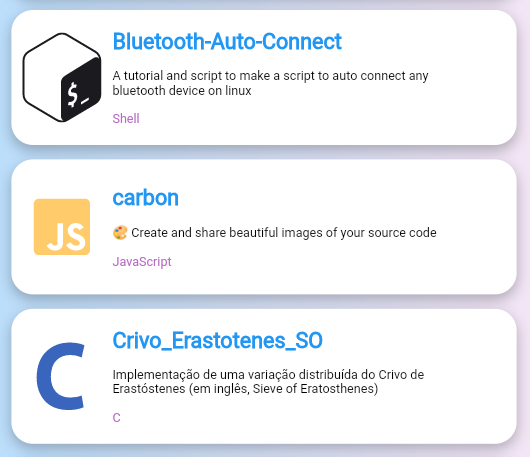 Bluetooth-Auto-Connect
A tutorial and script to make a script to auto connect any
bluetooth device on linux
$_
Shell
carbon
JS
🎨 Create and share beautiful images of your source code
JavaScript
Crivo_Erastotenes_SO
Implementação de uma variação distribuída do Crivo de
Erastóstenes (em inglês, Sieve of Eratosthenes)
C
C